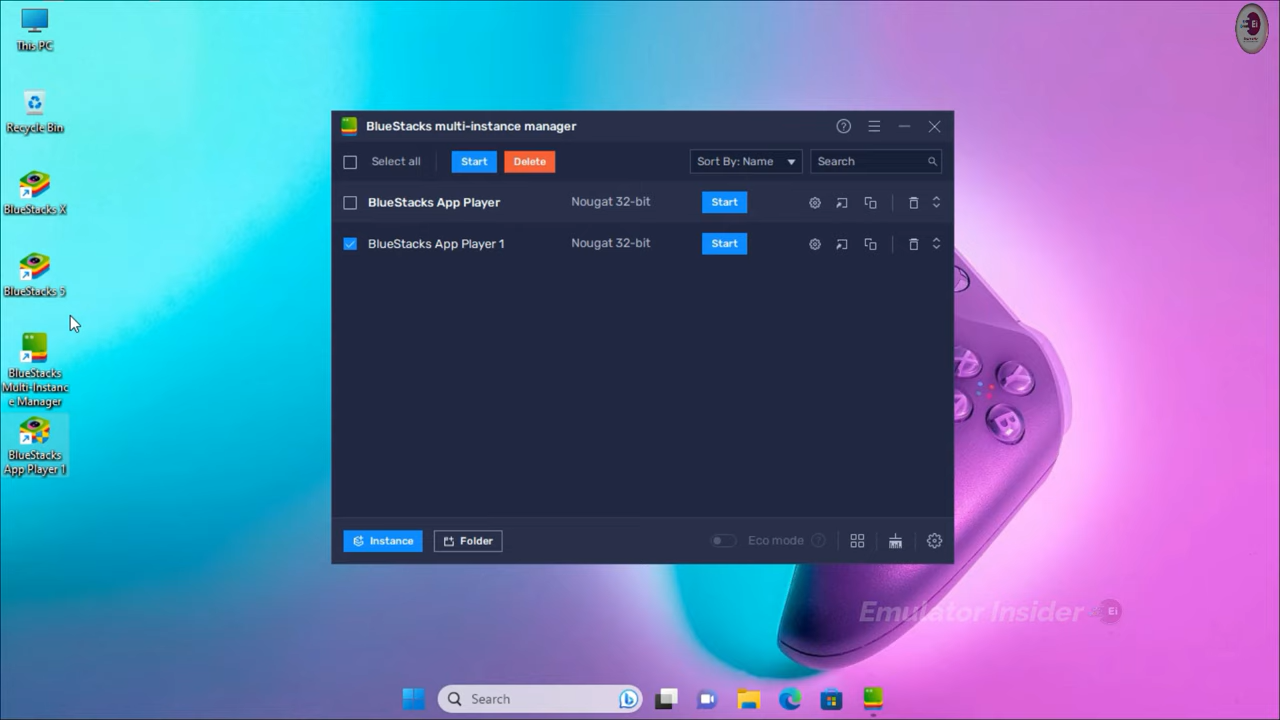 This PC
Recycle Bin
BlueStacks X
BlueStacks 5
BlueStacks
Multi-Instanc
e Manager
BlueStacks
App Player 1
BlueStacks multi-instance manager
Select all Start Delete Sort By: Name Search
BlueStacks App Player Nougat 32-bit Start
BlueStacks App Player 1 Nougat 32-bit Start
Instance Folder Eco mode
X
Y
B
Emulator Insider Ei
Search